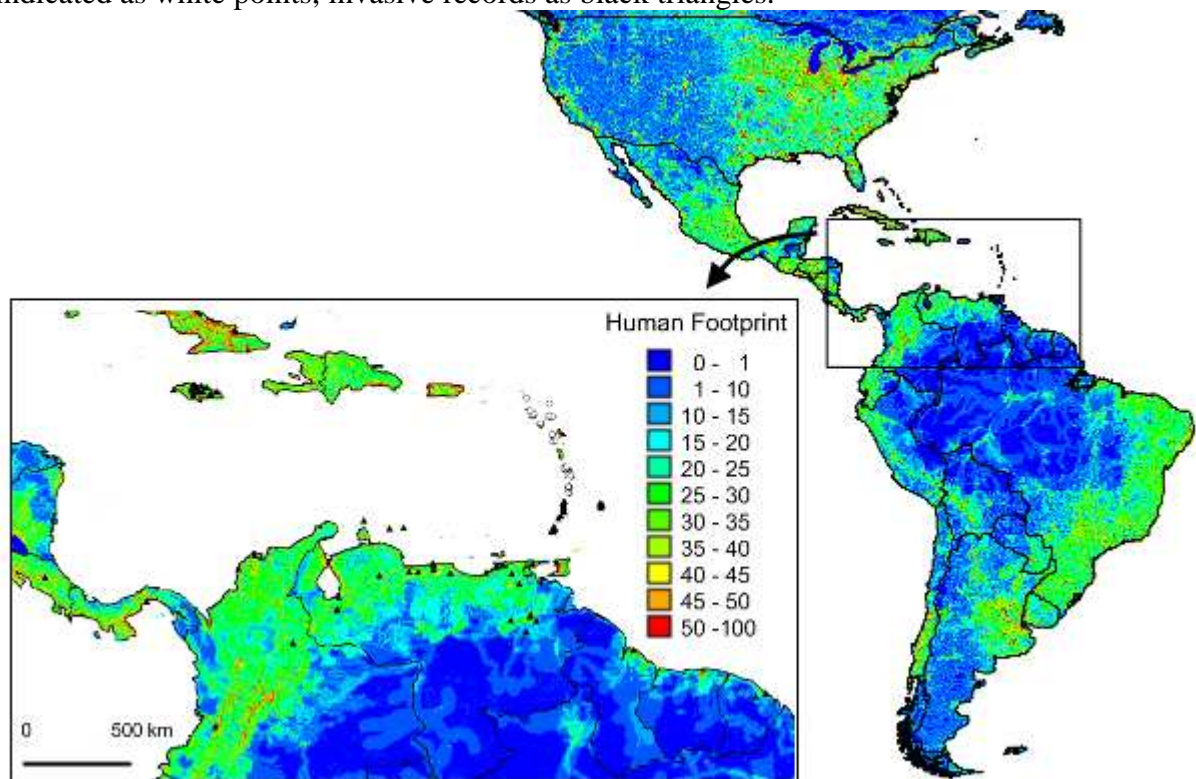 indicated as white points, invasive records as black triangles.
Human Footprint
0 - 1
1 - 10
10 - 15
15 - 20
20 - 25
25 - 30
30 - 35
35 - 40
40 - 45
45 - 50
50 -100
0 500 km